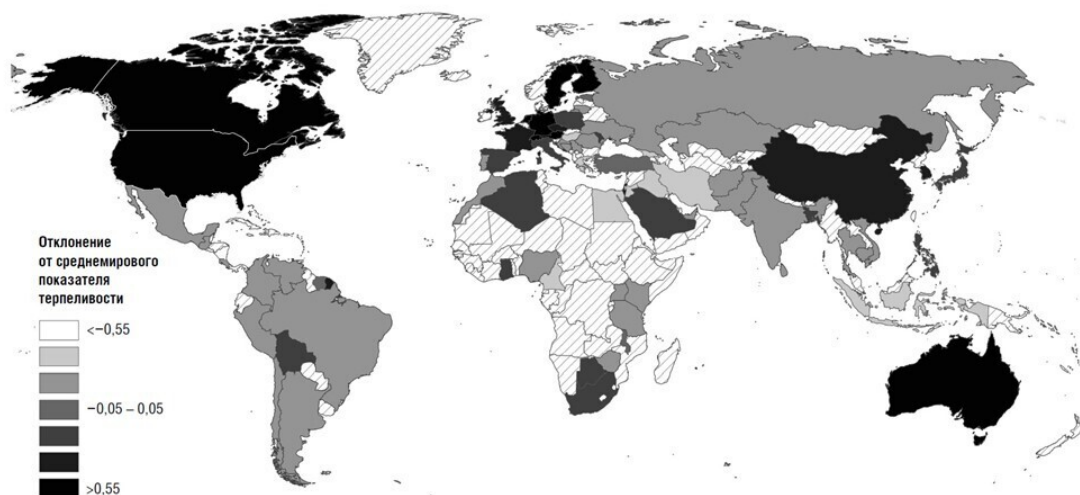 Отклонение
от среднемирового
показателя
терпеливости
<−0,55
−0,05 – 0,05
>0,55